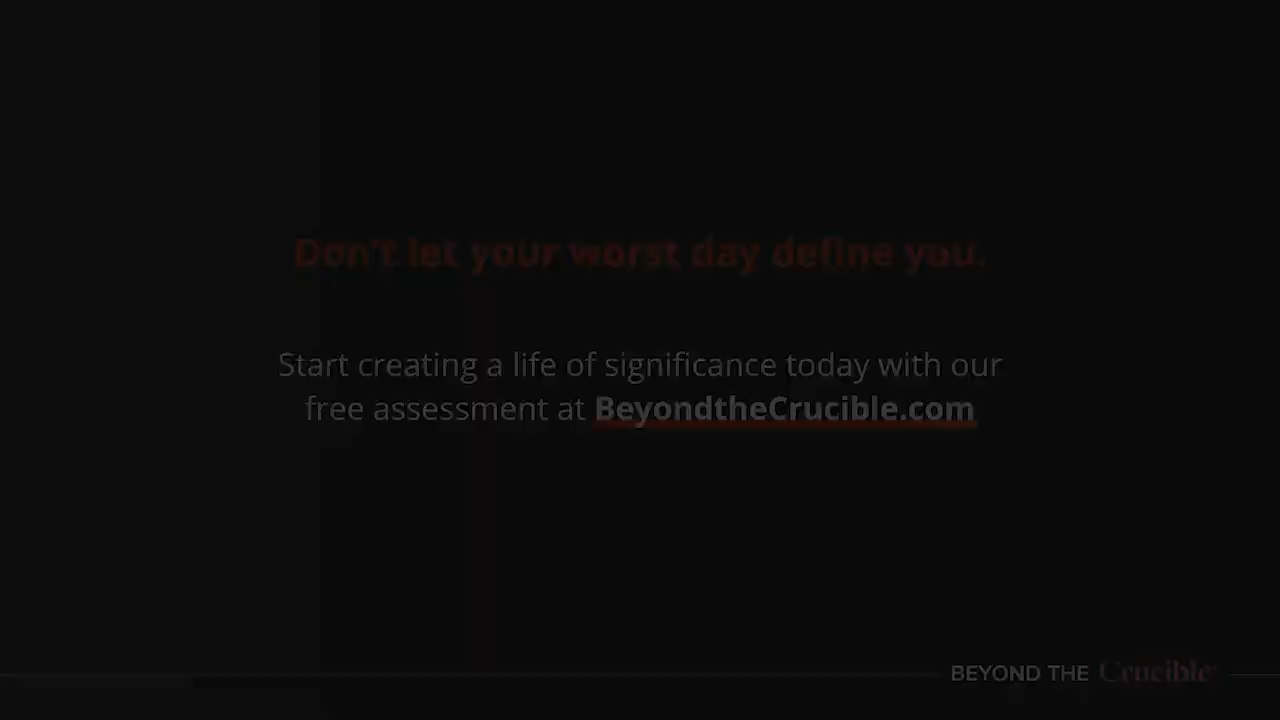 Don't let your worst day define you.
Start creating a life of significance today with our
free assessment at BeyondtheCrucible.com
BEYOND THE Crucible